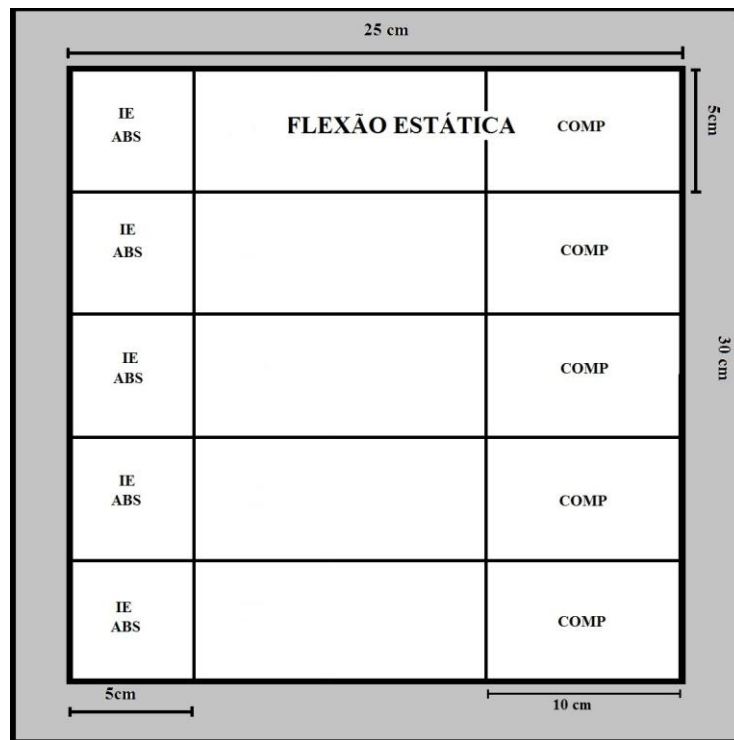 25 cm
IE
ABS
FLEXÃO ESTÁTICA
COMP
5cm
IE
ABS
COMP
IE
ABS
COMP
30 cm
IE
ABS
COMP
IE
ABS
COMP
5cm
10 cm